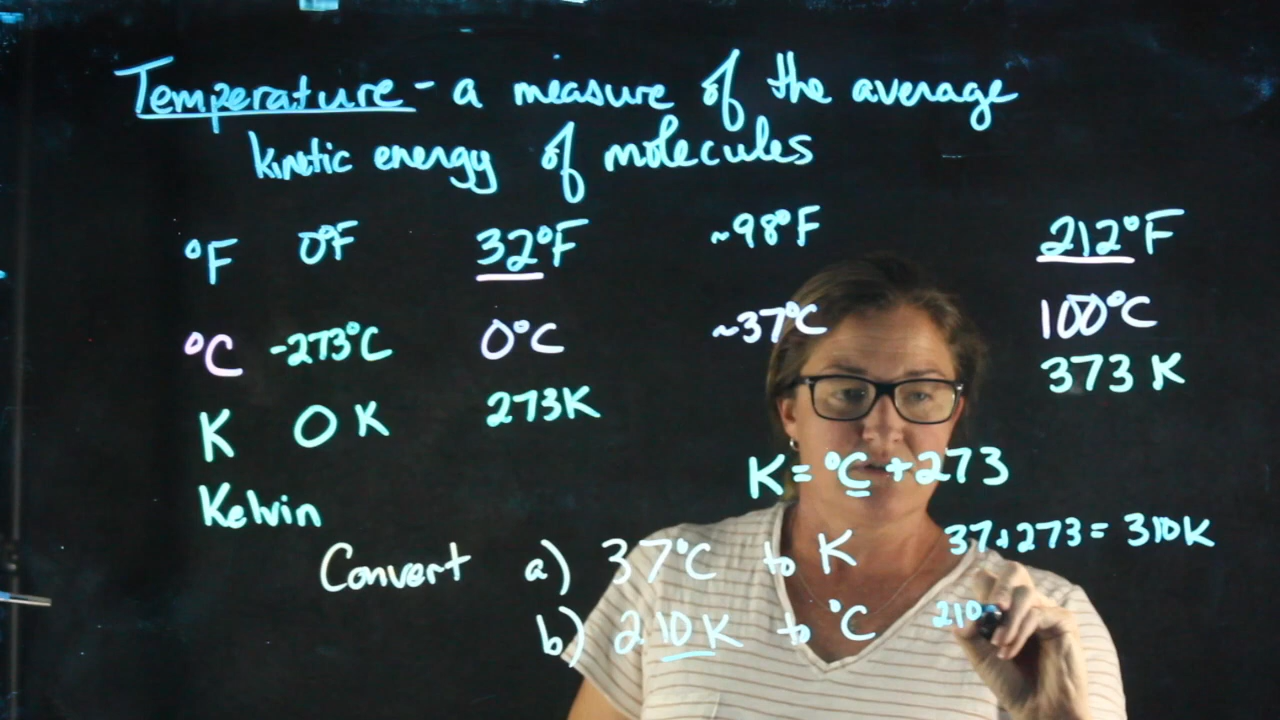 Temperature - a measure of the average
kinetic energy of molecules
°F 0°F 32°F ~98°F 212°F
°C -273°C 0°C ~37°C 100°C
K 0 K 273K 373 K
Kelvin
K = °C + 273
Convert a) 37°C to K 37+273 = 310K
b) 210K to °C 210